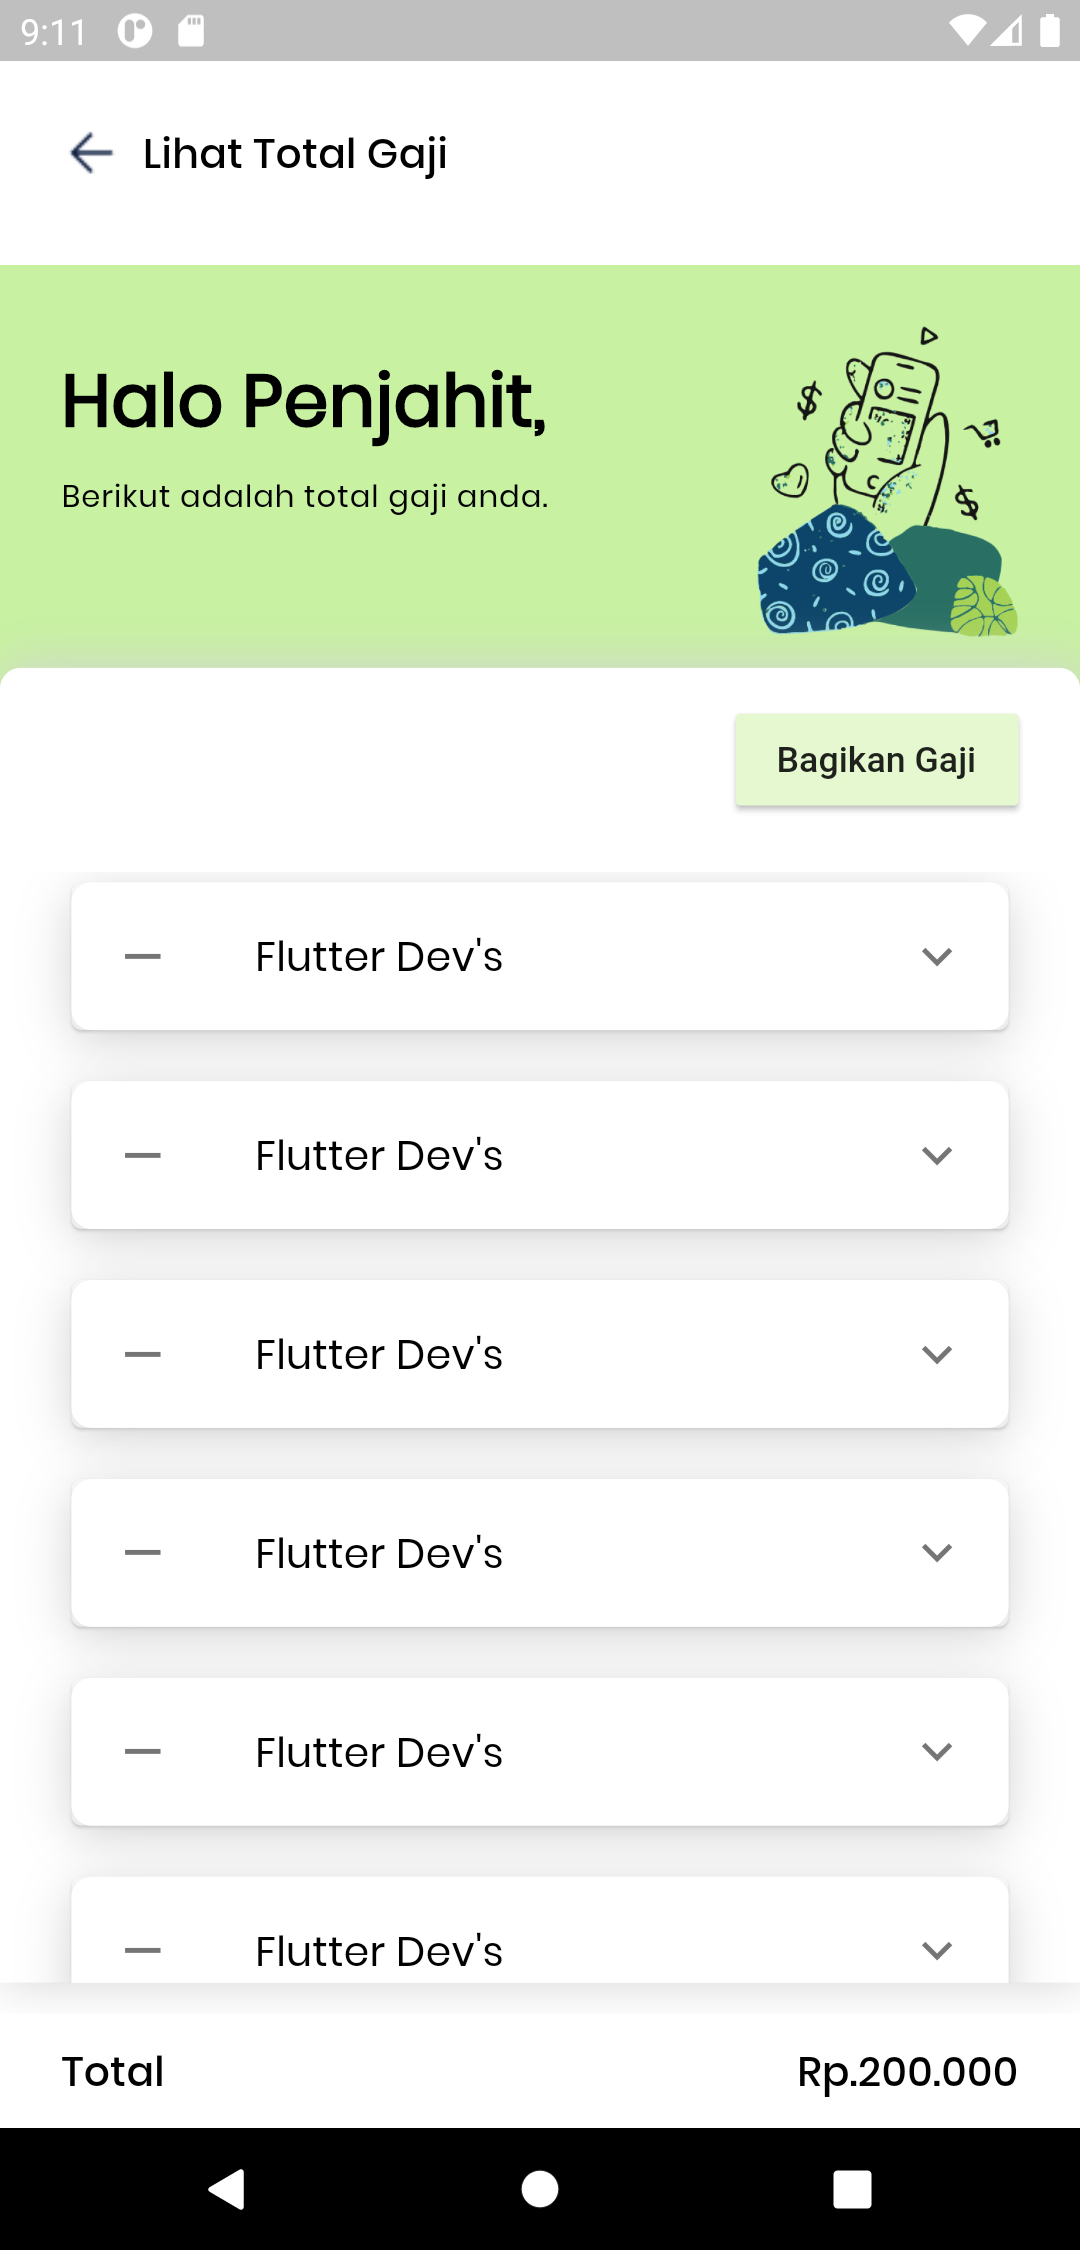 9:11
Lihat Total Gaji
Halo Penjahit,
Berikut adalah total gaji anda.
Bagikan Gaji
Flutter Dev's
Flutter Dev's
Flutter Dev's
Flutter Dev's
Flutter Dev's
Flutter Dev's
Total Rp.200.000